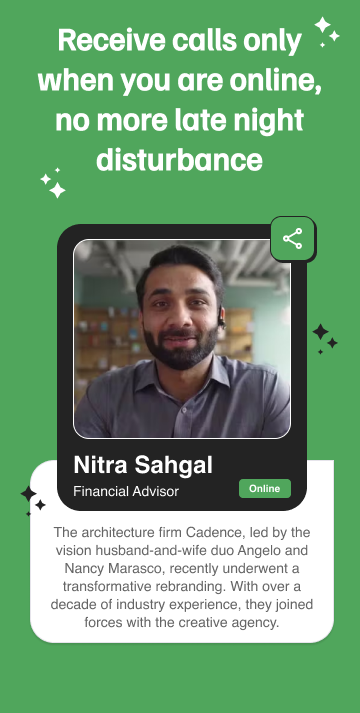 Receive calls only
when you are online,
no more late night
disturbance
Nitra Sahgal
Financial Advisor
Online
The architecture firm Cadence, led by the
vision husband-and-wife duo Angelo and
Nancy Marasco, recently underwent a
transformative rebranding. With over a
decade of industry experience, they joined
forces with the creative agency.